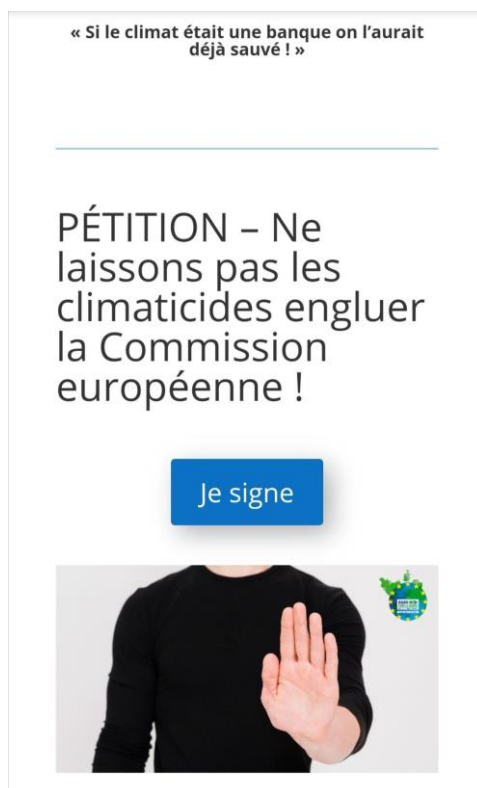 « Si le climat était une banque on l’aurait
déjà sauvé ! »
PÉTITION – Ne
laissons pas les
climaticides engluer
la Commission
européenne !
Je signe